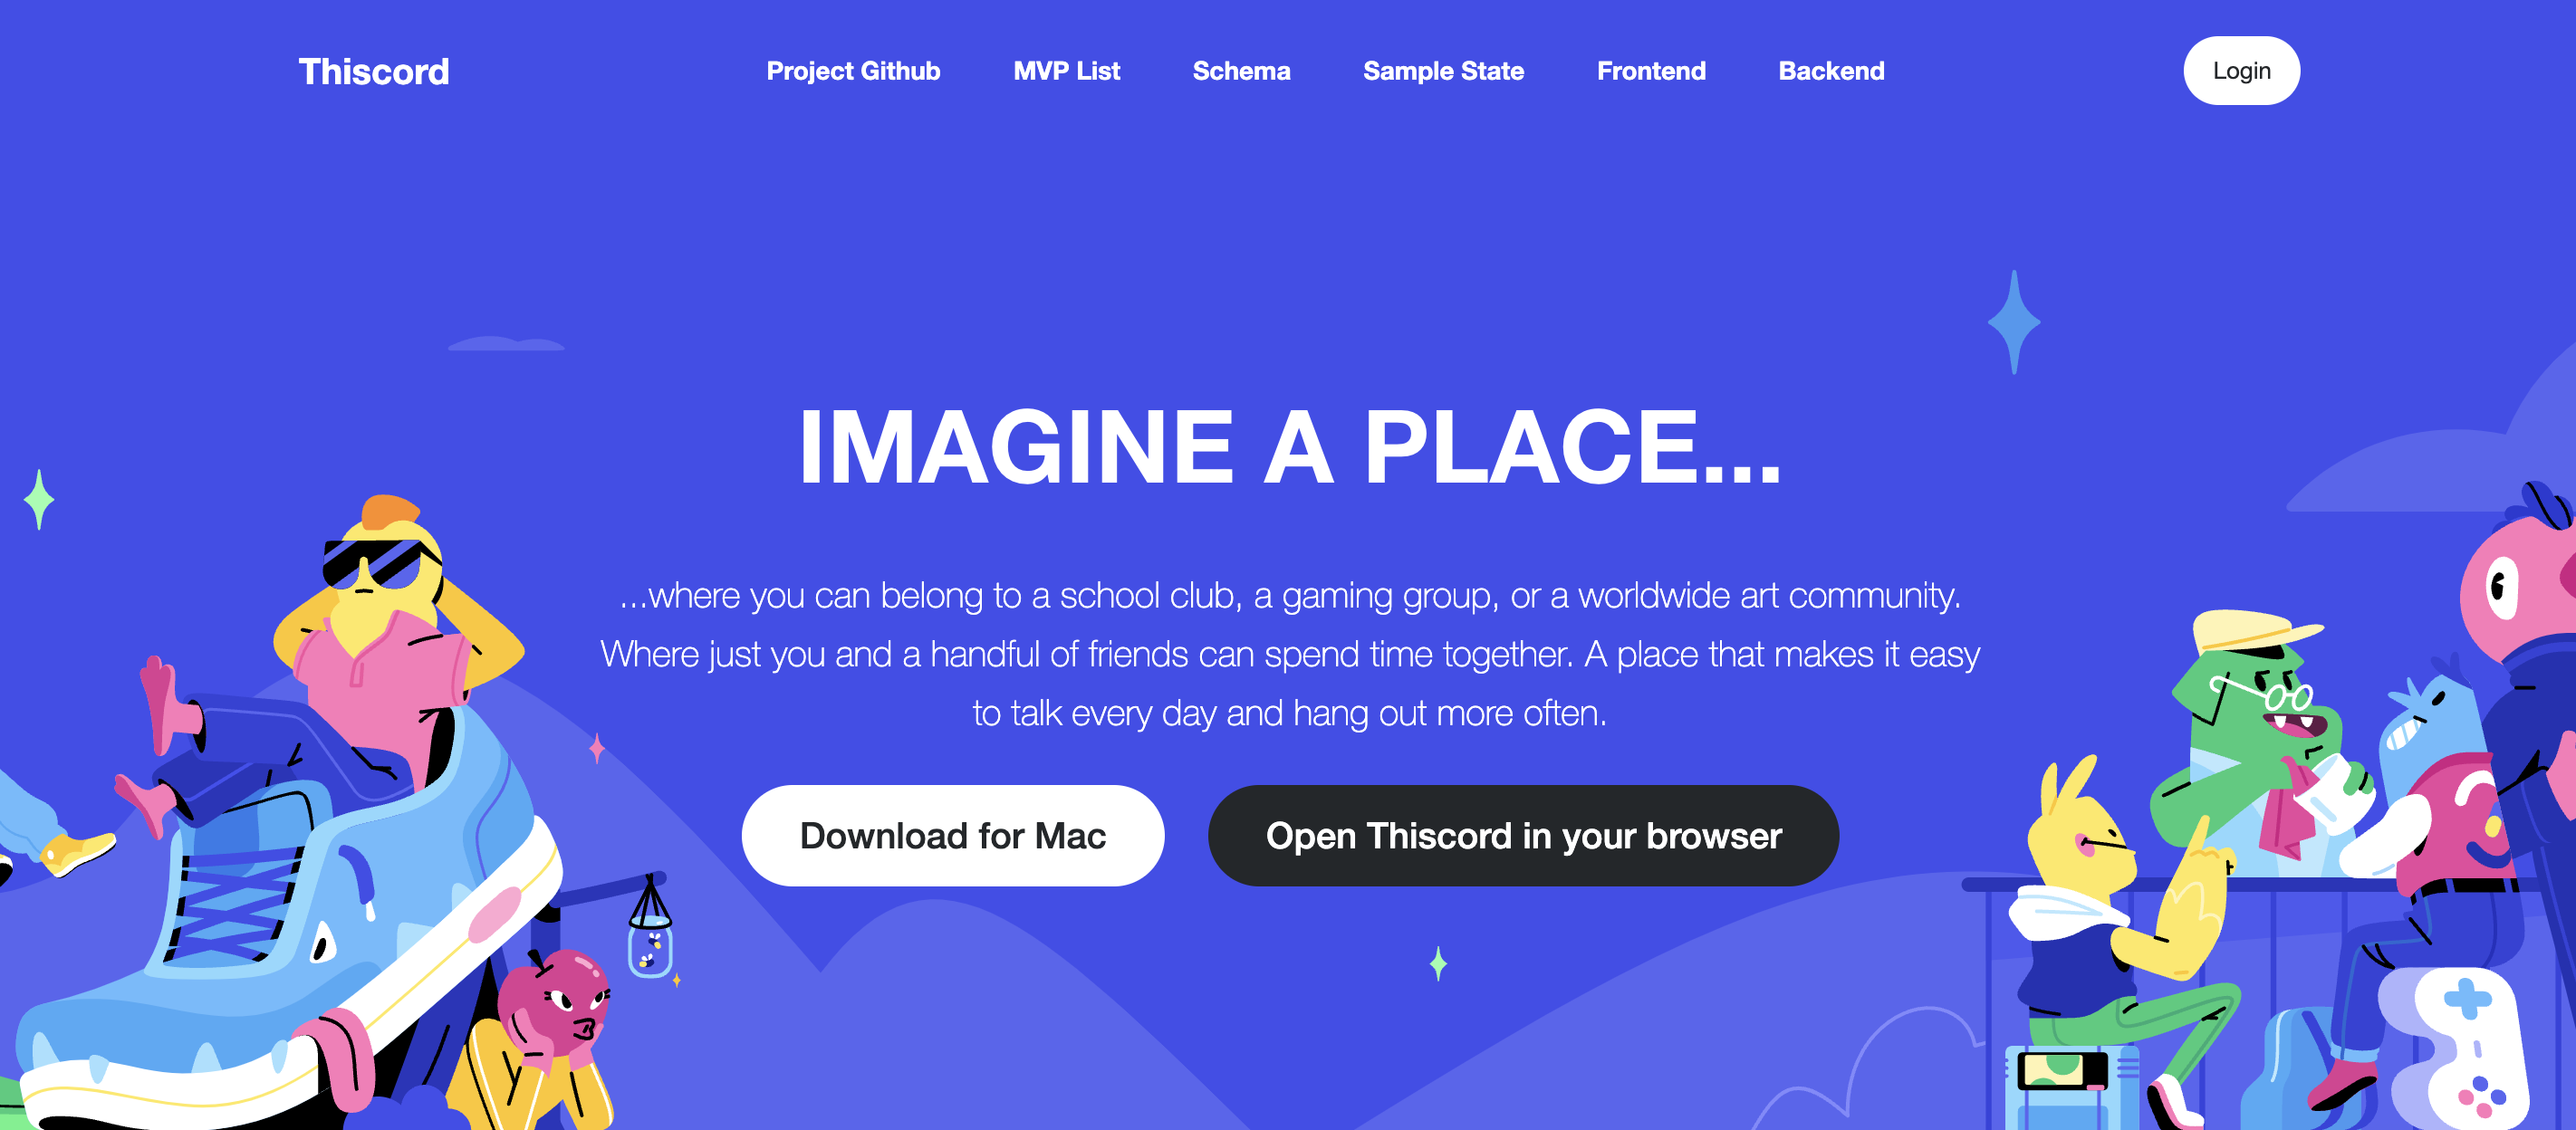 Thiscord
Project Github
MVP List
Schema
Sample State
Frontend
Backend
Login
IMAGINE A PLACE...
...where you can belong to a school club, a gaming group, or a worldwide art community.
Where just you and a handful of friends can spend time together. A place that makes it easy
to talk every day and hang out more often.
Download for Mac
Open Thiscord in your browser